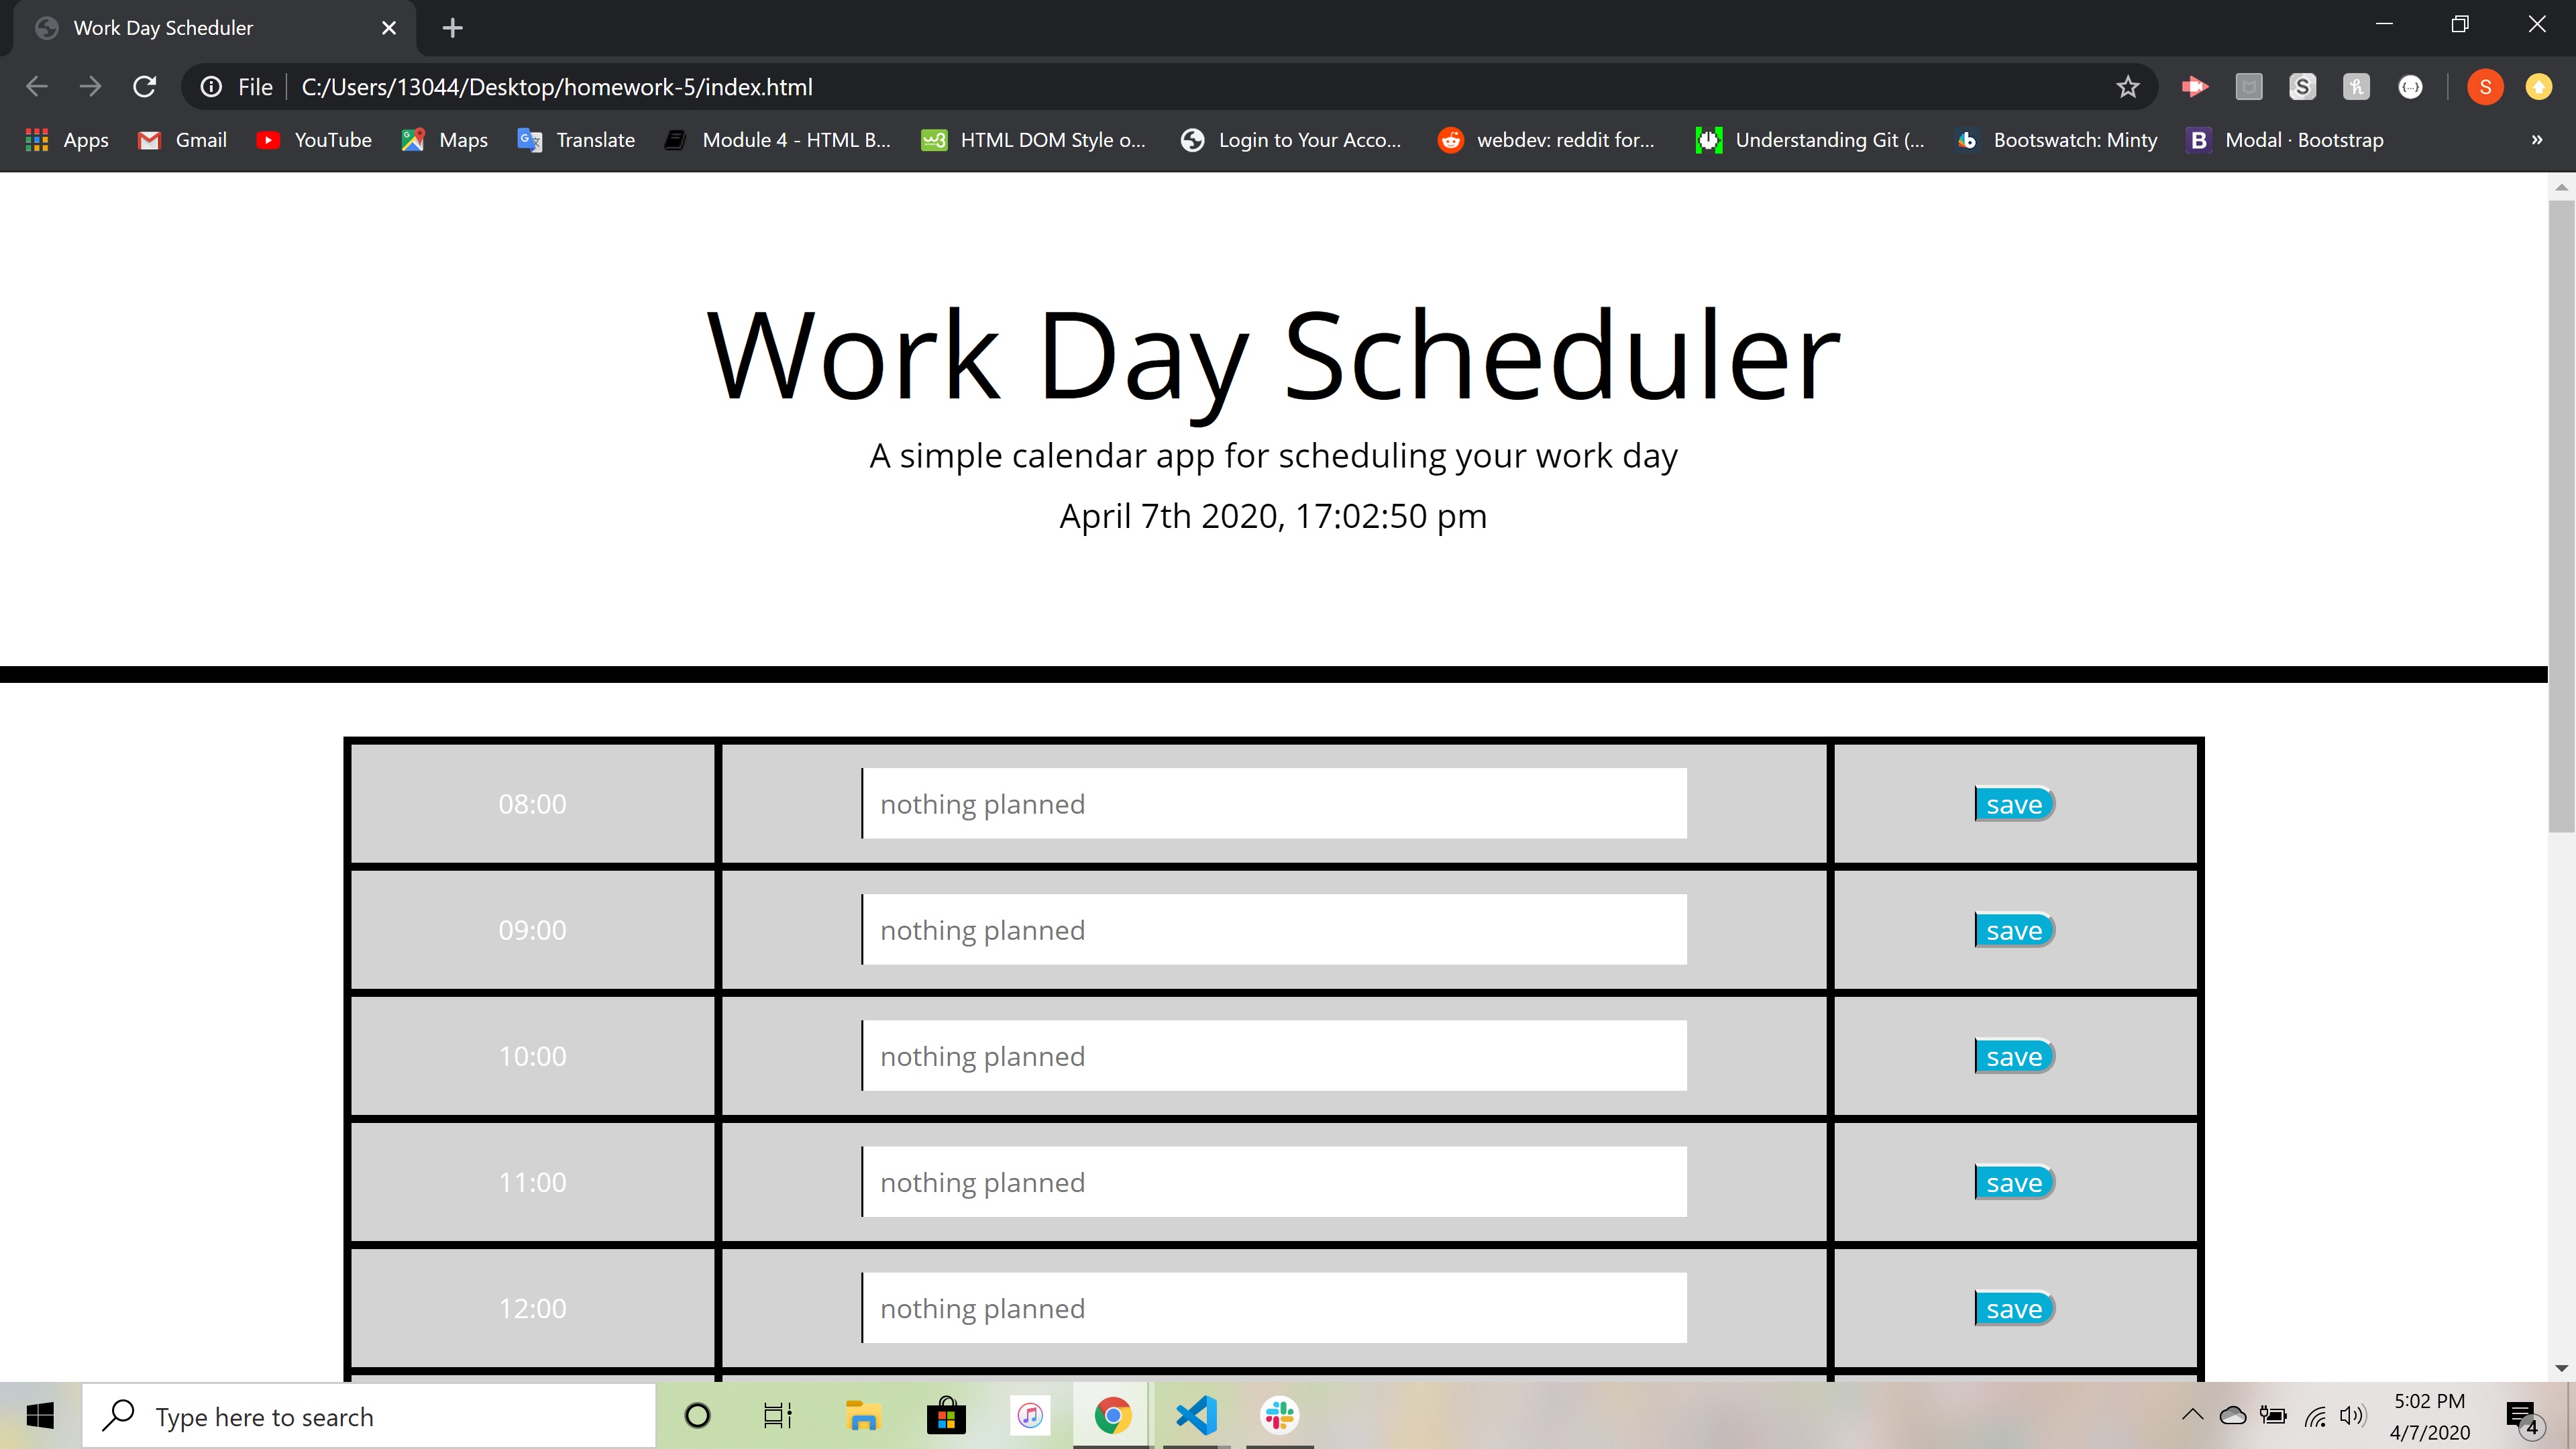 Work Day Scheduler
File C:/Users/13044/Desktop/homework-5/index.html S h {...} S
Apps Gmail YouTube Maps Translate Module 4 - HTML B... w3 HTML DOM Style o... Login to Your Acco... webdev: reddit for... Understanding Git (... b Bootswatch: Minty B Modal · Bootstrap »
Work Day Scheduler
A simple calendar app for scheduling your work day
April 7th 2020, 17:02:50 pm
08:00 nothing planned save
09:00 nothing planned save
10:00 nothing planned save
11:00 nothing planned save
12:00 nothing planned save
Type here to search
5:02 PM
4/7/2020
4